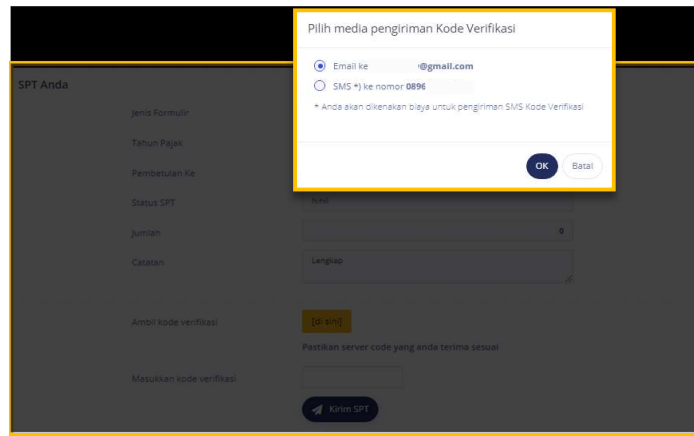 Pilih media pengiriman Kode Verifikasi
Email ke @gmail.com
SMS *) ke nomor 0896
* Anda akan dikenakan biaya untuk pengiriman SMS Kode Verifikasi
OK Batal
SPT Anda
Jenis Formulir
Tahun Pajak
Pembetulan Ke
Status SPT Nihil
Jumlah 0
Catatan Lengkap
Ambil kode verifikasi [di sini]
Pastikan server code yang anda terima sesuai
Masukkan kode verifikasi
Kirim SPT